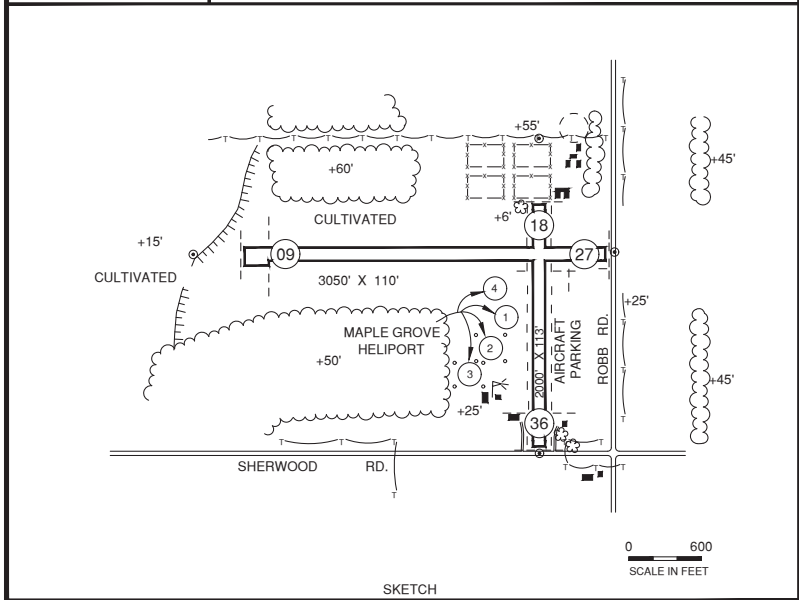 +55'
+45'
+60'
CULTIVATED
+6'
18
+15'
09
27
CULTIVATED
3050' X 110'
4
+25'
1
MAPLE GROVE
HELIPORT
2
+50'
3
2000' X 113'
AIRCRAFT
PARKING
ROBB RD.
+45'
+25'
36
SHERWOOD RD.
0 600
SCALE IN FEET
SKETCH